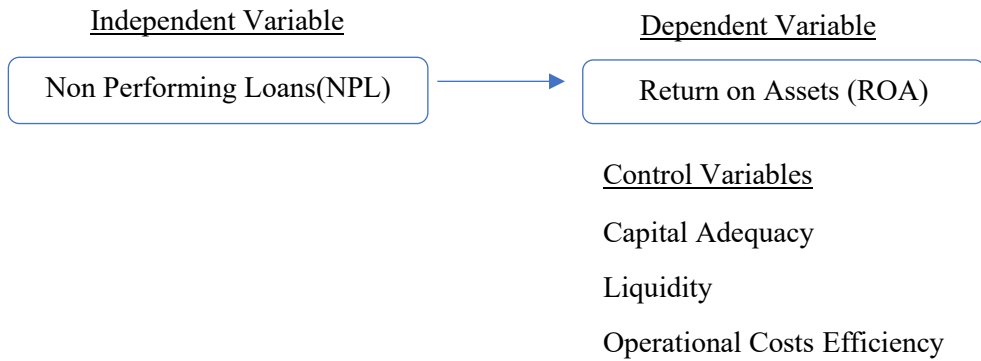 Independent Variable
Dependent Variable
Non Performing Loans(NPL)
Return on Assets (ROA)
Control Variables
Capital Adequacy
Liquidity
Operational Costs Efficiency